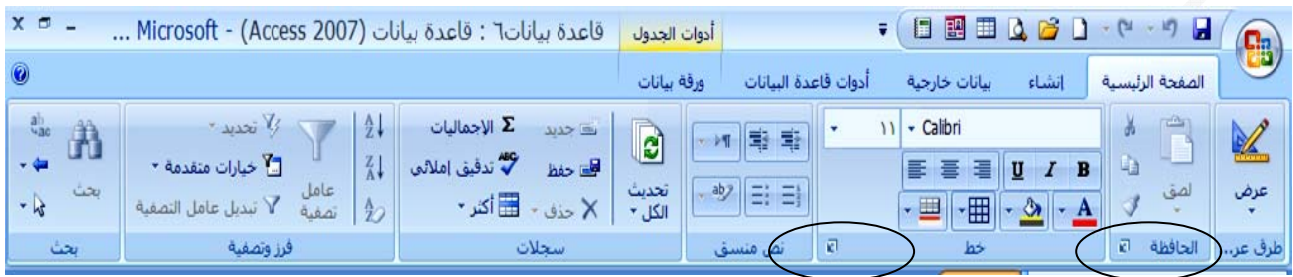 أدوات الجدول
قاعدة بيانات٦ : قاعدة بيانات (Access 2007) - Microsoft ...
الصفحة الرئيسية
إنشاء
بيانات خارجية
أدوات قاعدة البيانات
ورقة بيانات
عرض
طرق عر...
لصق
الحافظة
Calibri
١١
B I U
A
ab
خط
نص منسق
تحديث الكل
جديد
حفظ
حذف
Σ الإجماليات
ABC تدقيق إملائي
أكثر
سجلات
عامل تصفية
تحديد
خيارات متقدمة
تبديل عامل التصفية
فرز وتصفية
بحث
بحث